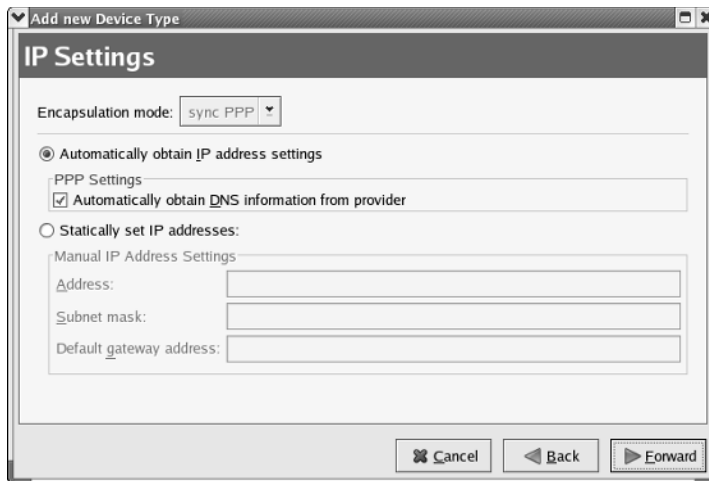 Add new Device Type
IP Settings
Encapsulation mode: sync PPP
Automatically obtain IP address settings
PPP Settings
Automatically obtain DNS information from provider
Statically set IP addresses:
Manual IP Address Settings
Address:
Subnet mask:
Default gateway address:
Cancel Back Forward